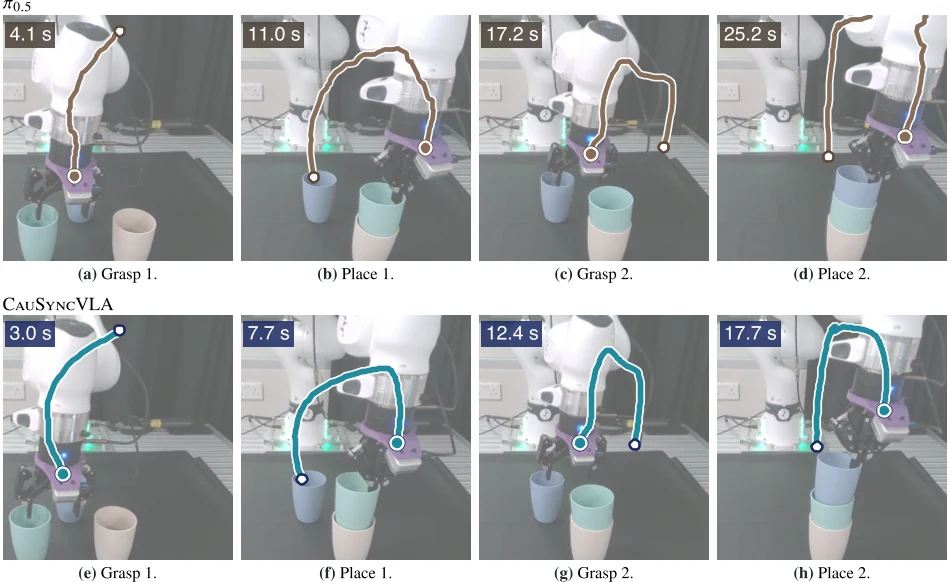 π0.5
4.1 s
11.0 s
17.2 s
25.2 s
(a) Grasp 1.
(b) Place 1.
(c) Grasp 2.
(d) Place 2.
CAUSYNCVLA
3.0 s
7.7 s
12.4 s
17.7 s
(e) Grasp 1.
(f) Place 1.
(g) Grasp 2.
(h) Place 2.